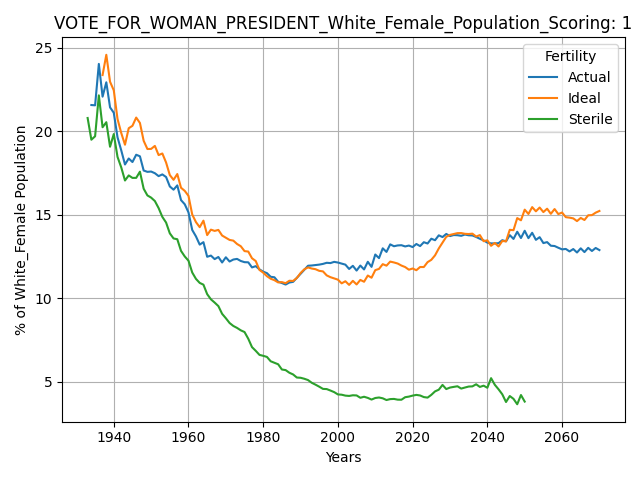 VOTE_FOR_WOMAN_PRESIDENT_White_Female_Population_Scoring: 1
Fertility
Actual
Ideal
Sterile
% of White_Female Population
25
20
15
10
5
1940 1960 1980 2000 2020 2040 2060
Years